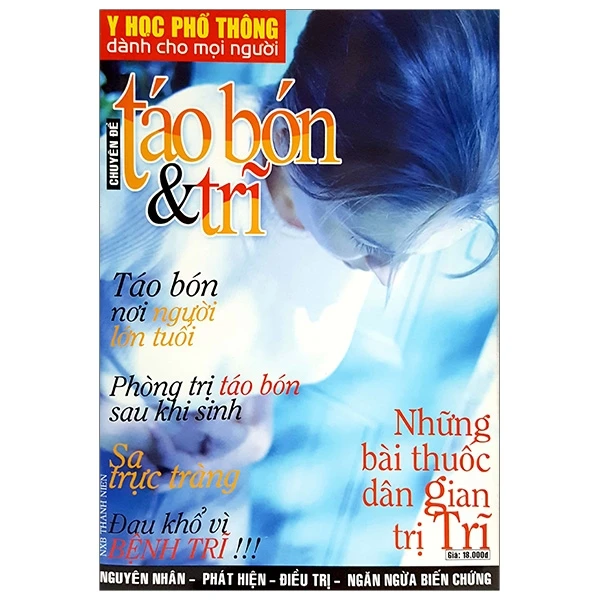 Y HỌC PHỔ THÔNG
dành cho mọi người
CHUYÊN ĐỀ
táo bón
& trĩ
Táo bón
nơi người
lớn tuổi
Phòng trị táo bón
sau khi sinh
Sa
trực tràng
Đau khổ vì
BỆNH TRĨ !!!
NXB THANH NIÊN
Những
bài thuốc
dân gian
trị Trĩ
Giá: 18.000đ
NGUYÊN NHÂN - PHÁT HIỆN - ĐIỀU TRỊ - NGĂN NGỪA BIẾN CHỨNG